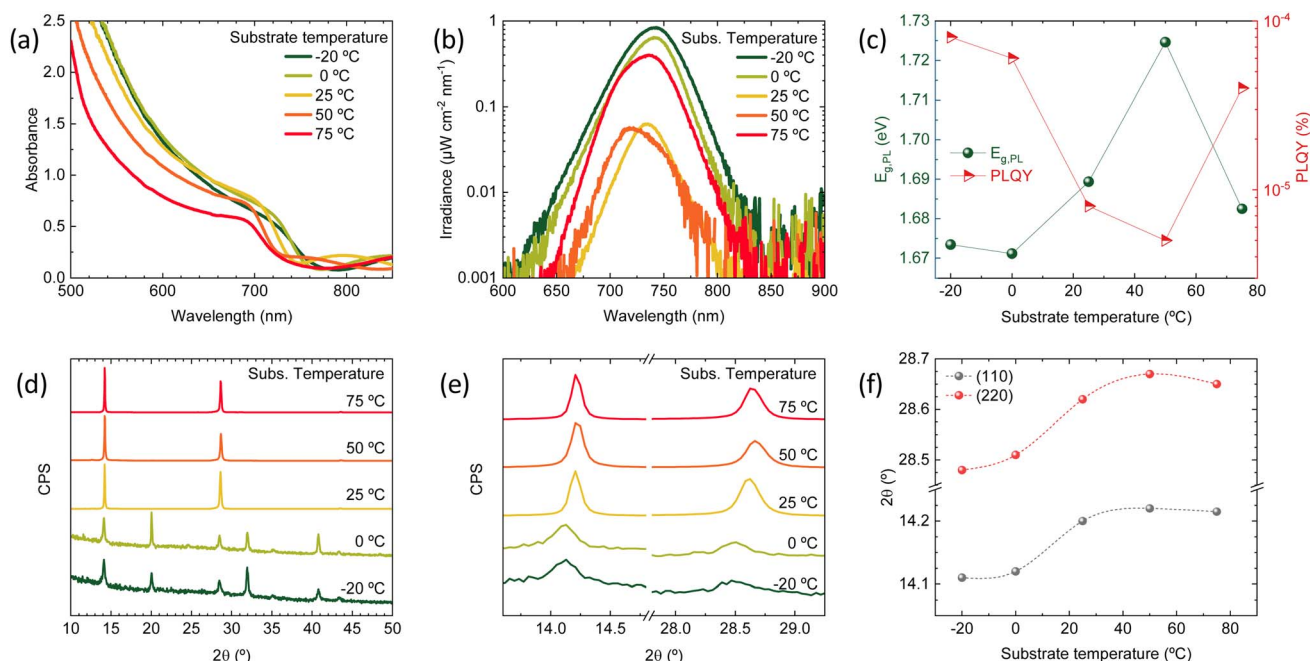 (a)
Substrate temperature
-20 ºC
0 ºC
25 ºC
50 ºC
75 ºC
2.5
2.0
1.5
1.0
0.5
0.0
Absorbance
500
600
700
800
Wavelength (nm)
(b)
Subs. Temperature
-20 ºC
0 ºC
25 ºC
50 ºC
75 ºC
1
0.1
0.01
0.001
Irradiance (µW cm-2 nm-1)
600
650
700
750
800
850
900
Wavelength (nm)
(c)
1.73
1.72
1.71
1.70
1.69
1.68
1.67
Eg,PL (eV)
Eg,PL
PLQY
10-4
10-5
PLQY (%)
-20
0
20
40
60
80
Substrate temperature (ºC)
(d)
Subs. Temperature
75 ºC
50 ºC
25 ºC
0 ºC
-20 ºC
CPS
10
15
20
25
30
35
40
45
50
2θ (º)
(e)
Subs. Temperature
75 ºC
50 ºC
25 ºC
0 ºC
-20 ºC
CPS
14.0
14.5
28.0
28.5
29.0
2θ (º)
(f)
(110)
(220)
28.7
28.6
28.5
14.2
14.1
2θ (º)
-20
0
20
40
60
80
Substrate temperature (ºC)